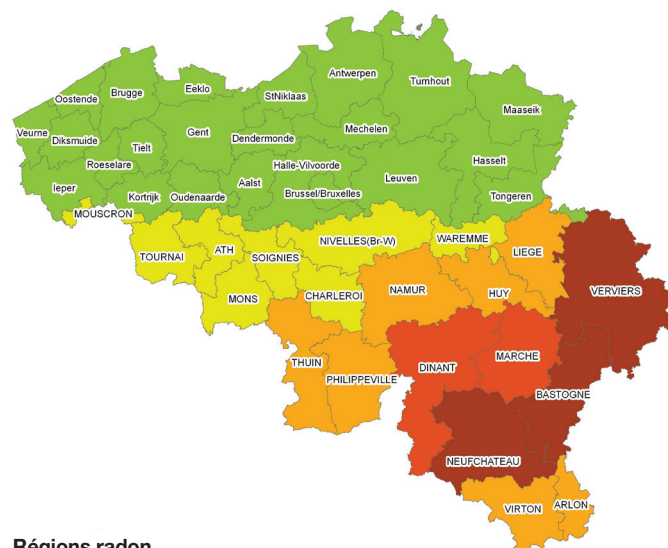 Antwerpen
Turnhout
Eeklo
Brugge
StNiklaas
Oostende
Maaseik
Gent
Mechelen
Veurne
Diksmuide
Dendermonde
Tielt
Roeselare
Halle-Vilvoorde
Hasselt
Leuven
Aalst
Ieper
Kortrijk
Oudenaarde
Brussel/Bruxelles
Tongeren
MOUSCRON
NIVELLES(Br-W)
WAREMME
ATH
TOURNAI
SOIGNIES
LIEGE
NAMUR
HUY
VERVIERS
CHARLEROI
MONS
MARCHE
THUIN
DINANT
PHILIPPEVILLE
BASTOGNE
NEUFCHATEAU
ARLON
VIRTON
Régions radon